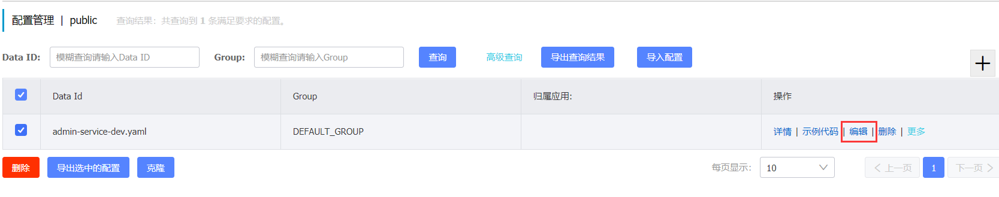 配置管理 | public 查询结果：共查询到 1 条满足要求的配置。
Data ID: 模糊查询请输入Data ID Group: 模糊查询请输入Group 查询 高级查询 导出查询结果 导入配置
Data Id Group 归属应用: 操作
admin-service-dev.yaml DEFAULT_GROUP 详情 | 示例代码 | 编辑 | 删除 | 更多
删除 导出选中的配置 克隆 每页显示： 10 上一页 1 下一页